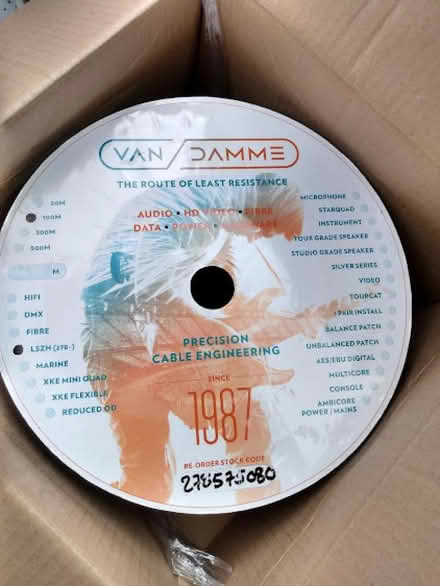 VAN DAMME
THE ROUTE OF LEAST RESISTANCE
AUDIO • HD VIDEO • FIBRE
DATA • POWER • HARDWARE
50M
100M
300M
500M
M
HIFI
DMX
FIBRE
LSZH (278-)
MARINE
XKE MINI QUAD
XKE FLEXIBLE
REDUCED OD
MICROPHONE
STARQUAD
INSTRUMENT
TOUR GRADE SPEAKER
STUDIO GRADE SPEAKER
SILVER SERIES
VIDEO
TOURCAT
1 PAIR INSTALL
BALANCE PATCH
UNBALANCED PATCH
AES/EBU DIGITAL
MULTICORE
CONSOLE
AMBICORE
POWER / MAINS
PRECISION
CABLE ENGINEERING
SINCE
1987
RE-ORDER STOCK CODE